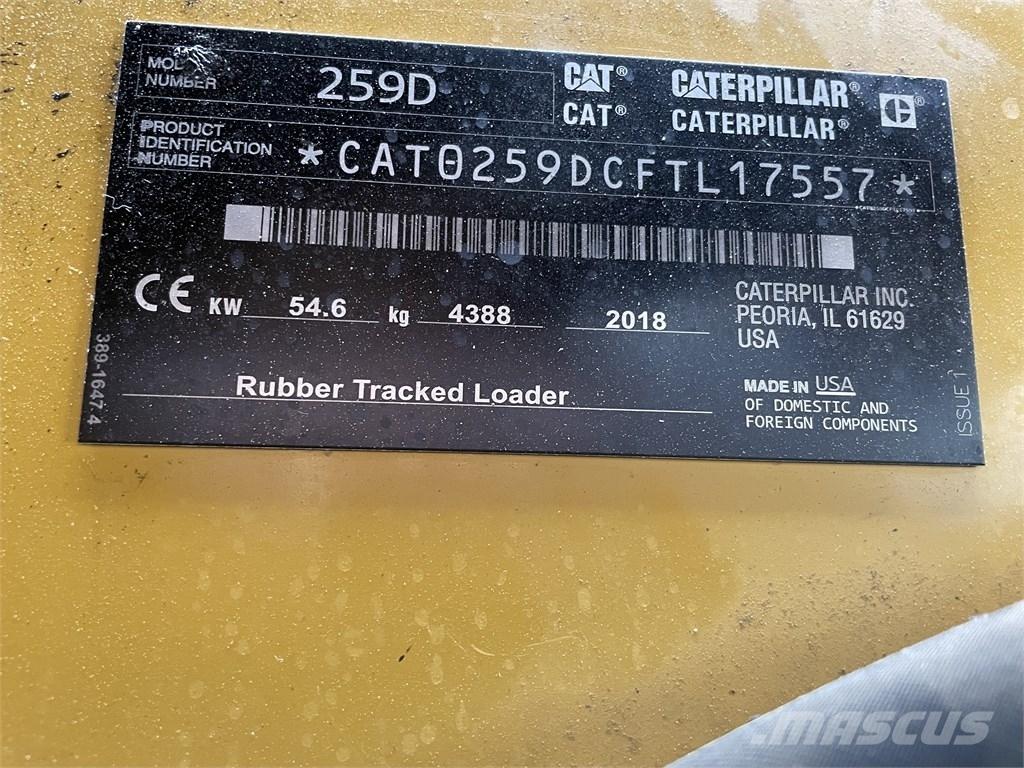 MODEL NUMBER 259D
CAT® CATERPILLAR®
CAT® CATERPILLAR®
PRODUCT IDENTIFICATION NUMBER *CAT0259DCFTL17557*
CE KW 54.6 kg 4388 2018
CATERPILLAR INC.
PEORIA, IL 61629
USA
Rubber Tracked Loader
MADE IN USA
OF DOMESTIC AND
FOREIGN COMPONENTS
389-1647 4
ISSUE 1
MASCUS